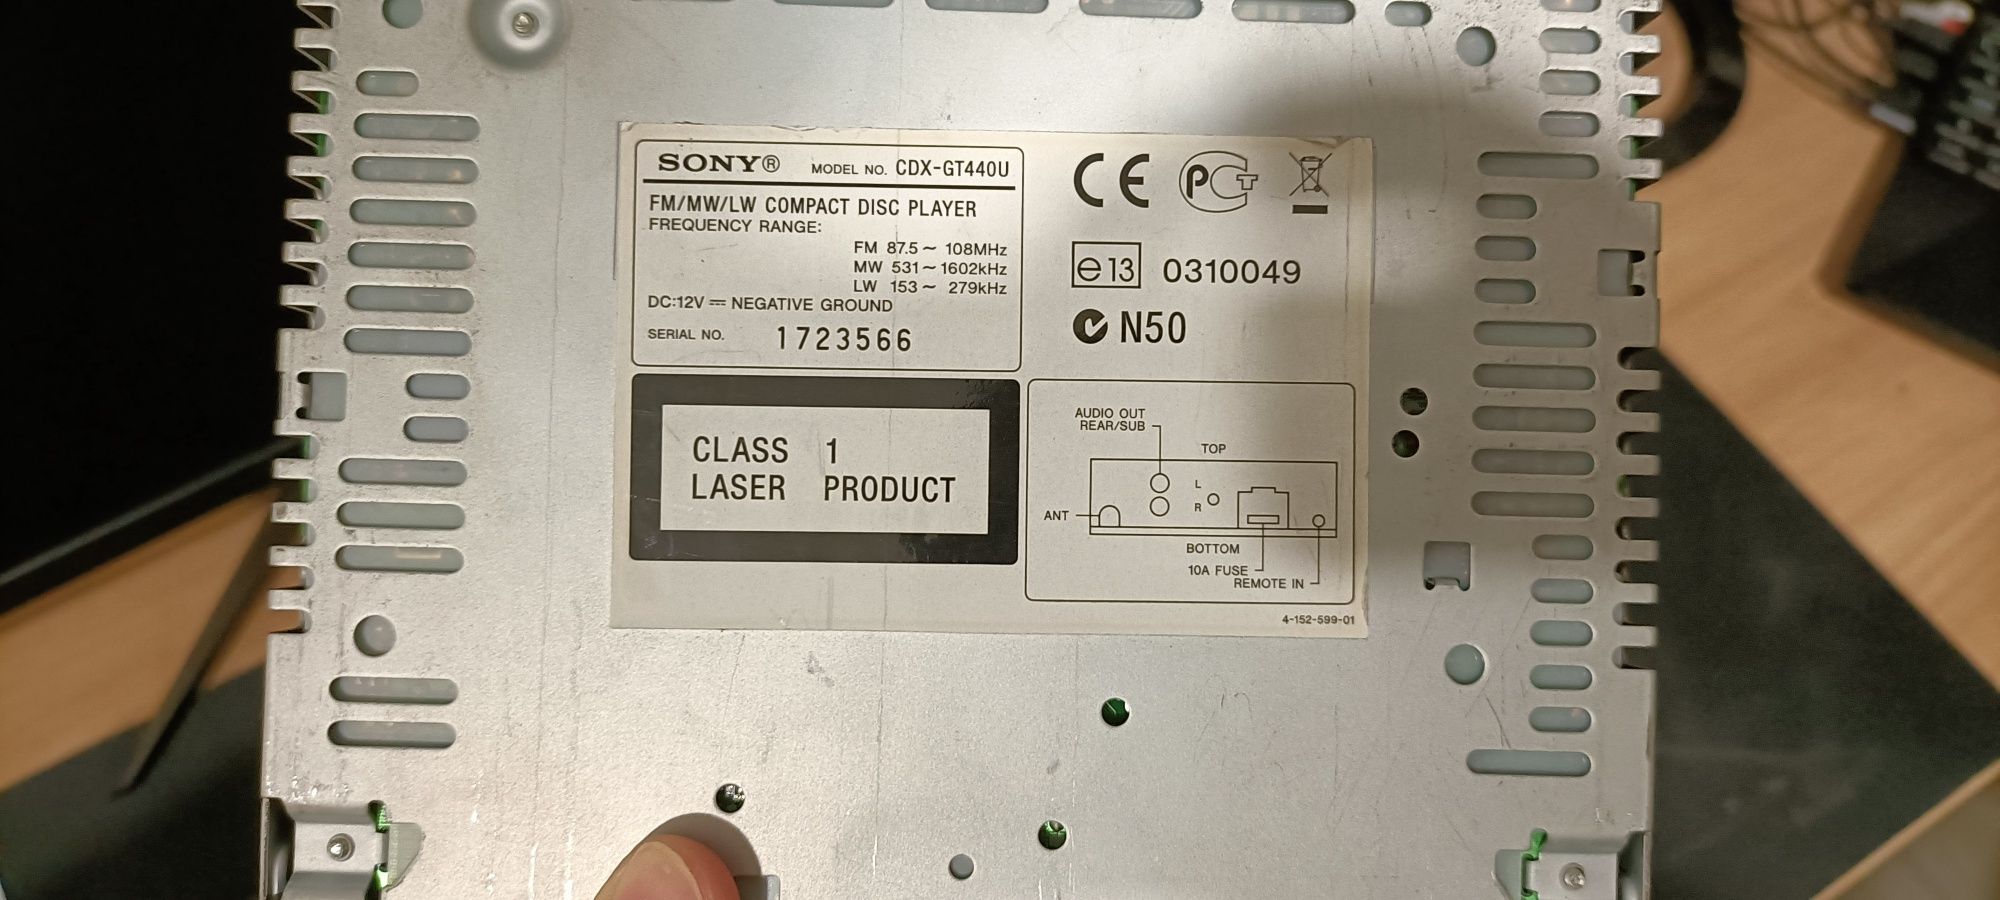 SONY® MODEL NO. CDX-GT440U
FM/MW/LW COMPACT DISC PLAYER
FREQUENCY RANGE:
FM 87.5 ~ 108MHz
MW 531 ~ 1602kHz
LW 153 ~ 279kHz
DC:12V ⎓ NEGATIVE GROUND
SERIAL NO. 1723566
CLASS 1
LASER PRODUCT
CE PCT
e13 0310049
N50
AUDIO OUT
REAR/SUB
TOP
L
R
ANT
BOTTOM
10A FUSE
REMOTE IN
4-152-599-01